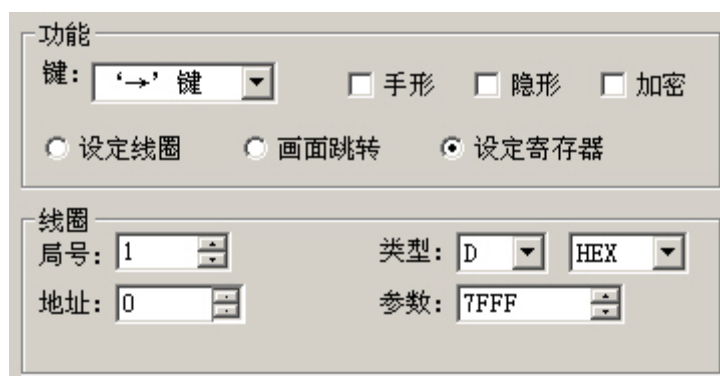 功能
键: ‘→’ 键 手形 隐形 加密
设定线圈 画面跳转 设定寄存器
线圈
局号: 1 类型: D HEX
地址: 0 参数: 7FFF